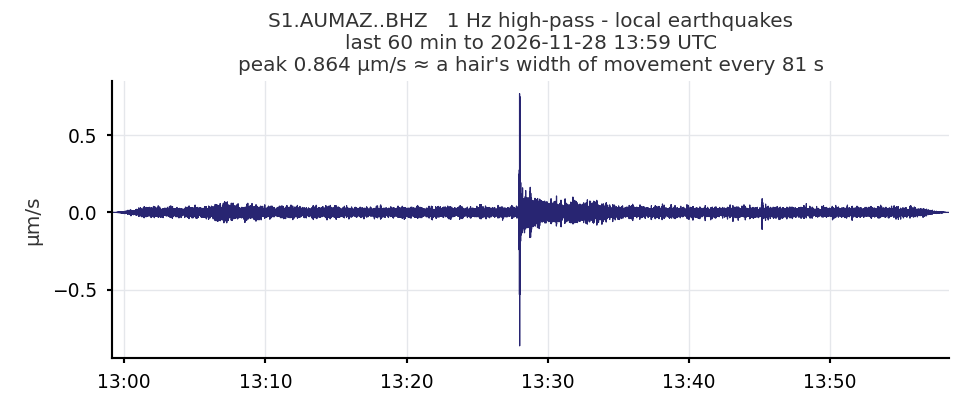 S1.AUMAZ..BHZ   1 Hz high-pass - local earthquakes
last 60 min to 2026-11-28 13:59 UTC
peak 0.864 µm/s ≈ a hair's width of movement every 81 s
0.5
0.0
−0.5
µm/s
13:00
13:10
13:20
13:30
13:40
13:50